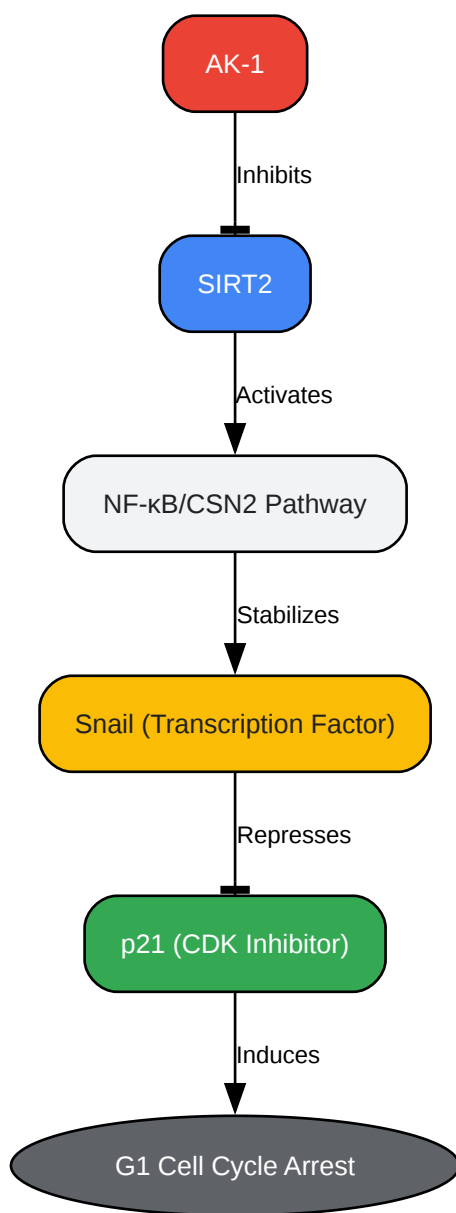 AK-1
Inhibits
SIRT2
Activates
NF-κB/CSN2 Pathway
Stabilizes
Snail (Transcription Factor)
Represses
p21 (CDK Inhibitor)
Induces
G1 Cell Cycle Arrest